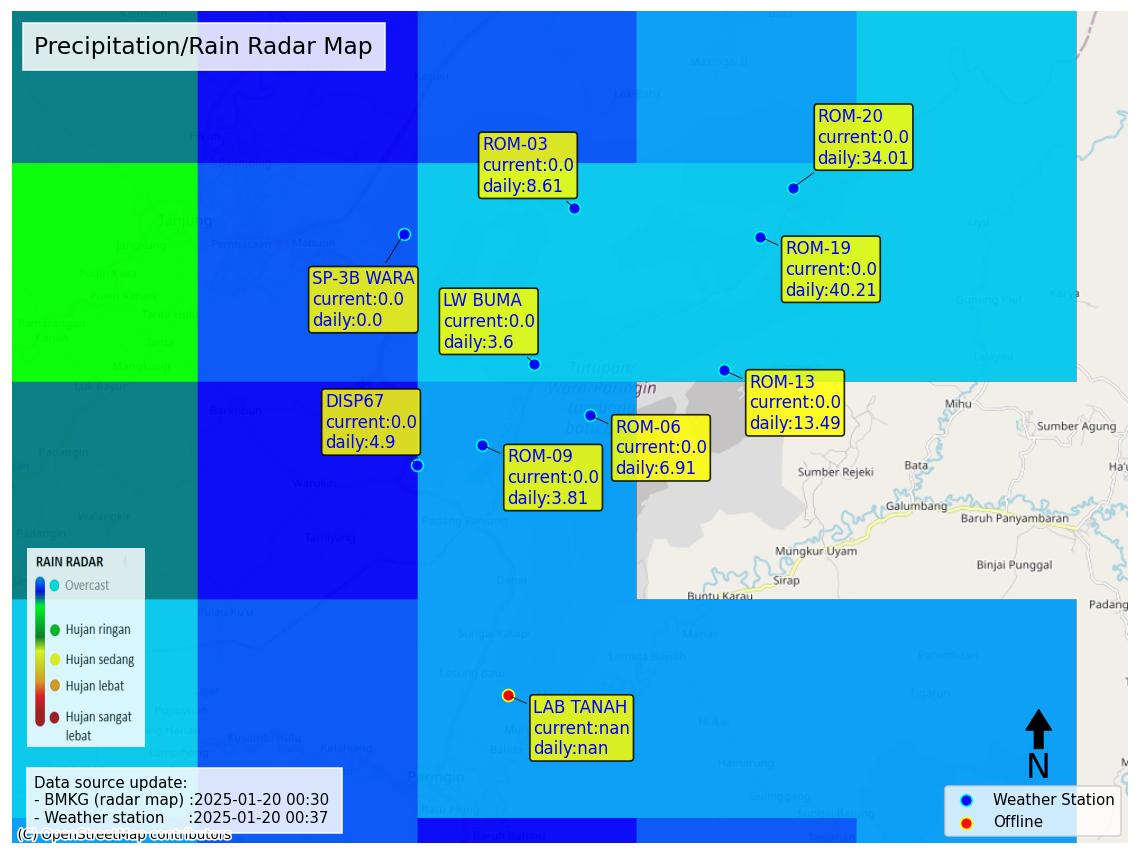 Precipitation/Rain Radar Map
ROM-20
current:0.0
daily:34.01
ROM-03
current:0.0
daily:8.61
ROM-19
current:0.0
daily:40.21
SP-3B WARA
current:0.0
daily:0.0
LW BUMA
current:0.0
daily:3.6
ROM-13
current:0.0
daily:13.49
DISP67
current:0.0
daily:4.9
ROM-06
current:0.0
daily:6.91
ROM-09
current:0.0
daily:3.81
LAB TANAH
current:nan
daily:nan
Tanjung
Mihu
Sumber Agung
Bata
Sumber Rejeki
Galumbang
Baruh Panyambaran
Mungkur Uyam
Binjai Punggal
Sirap
Buntu Karau
Padang
Paringin
RAIN RADAR
Overcast
Hujan ringan
Hujan sedang
Hujan lebat
Hujan sangat
lebat
Data source update:
- BMKG (radar map) :2025-01-20 00:30
- Weather station :2025-01-20 00:37
(C) OpenStreetMap contributors
N
Weather Station
Offline